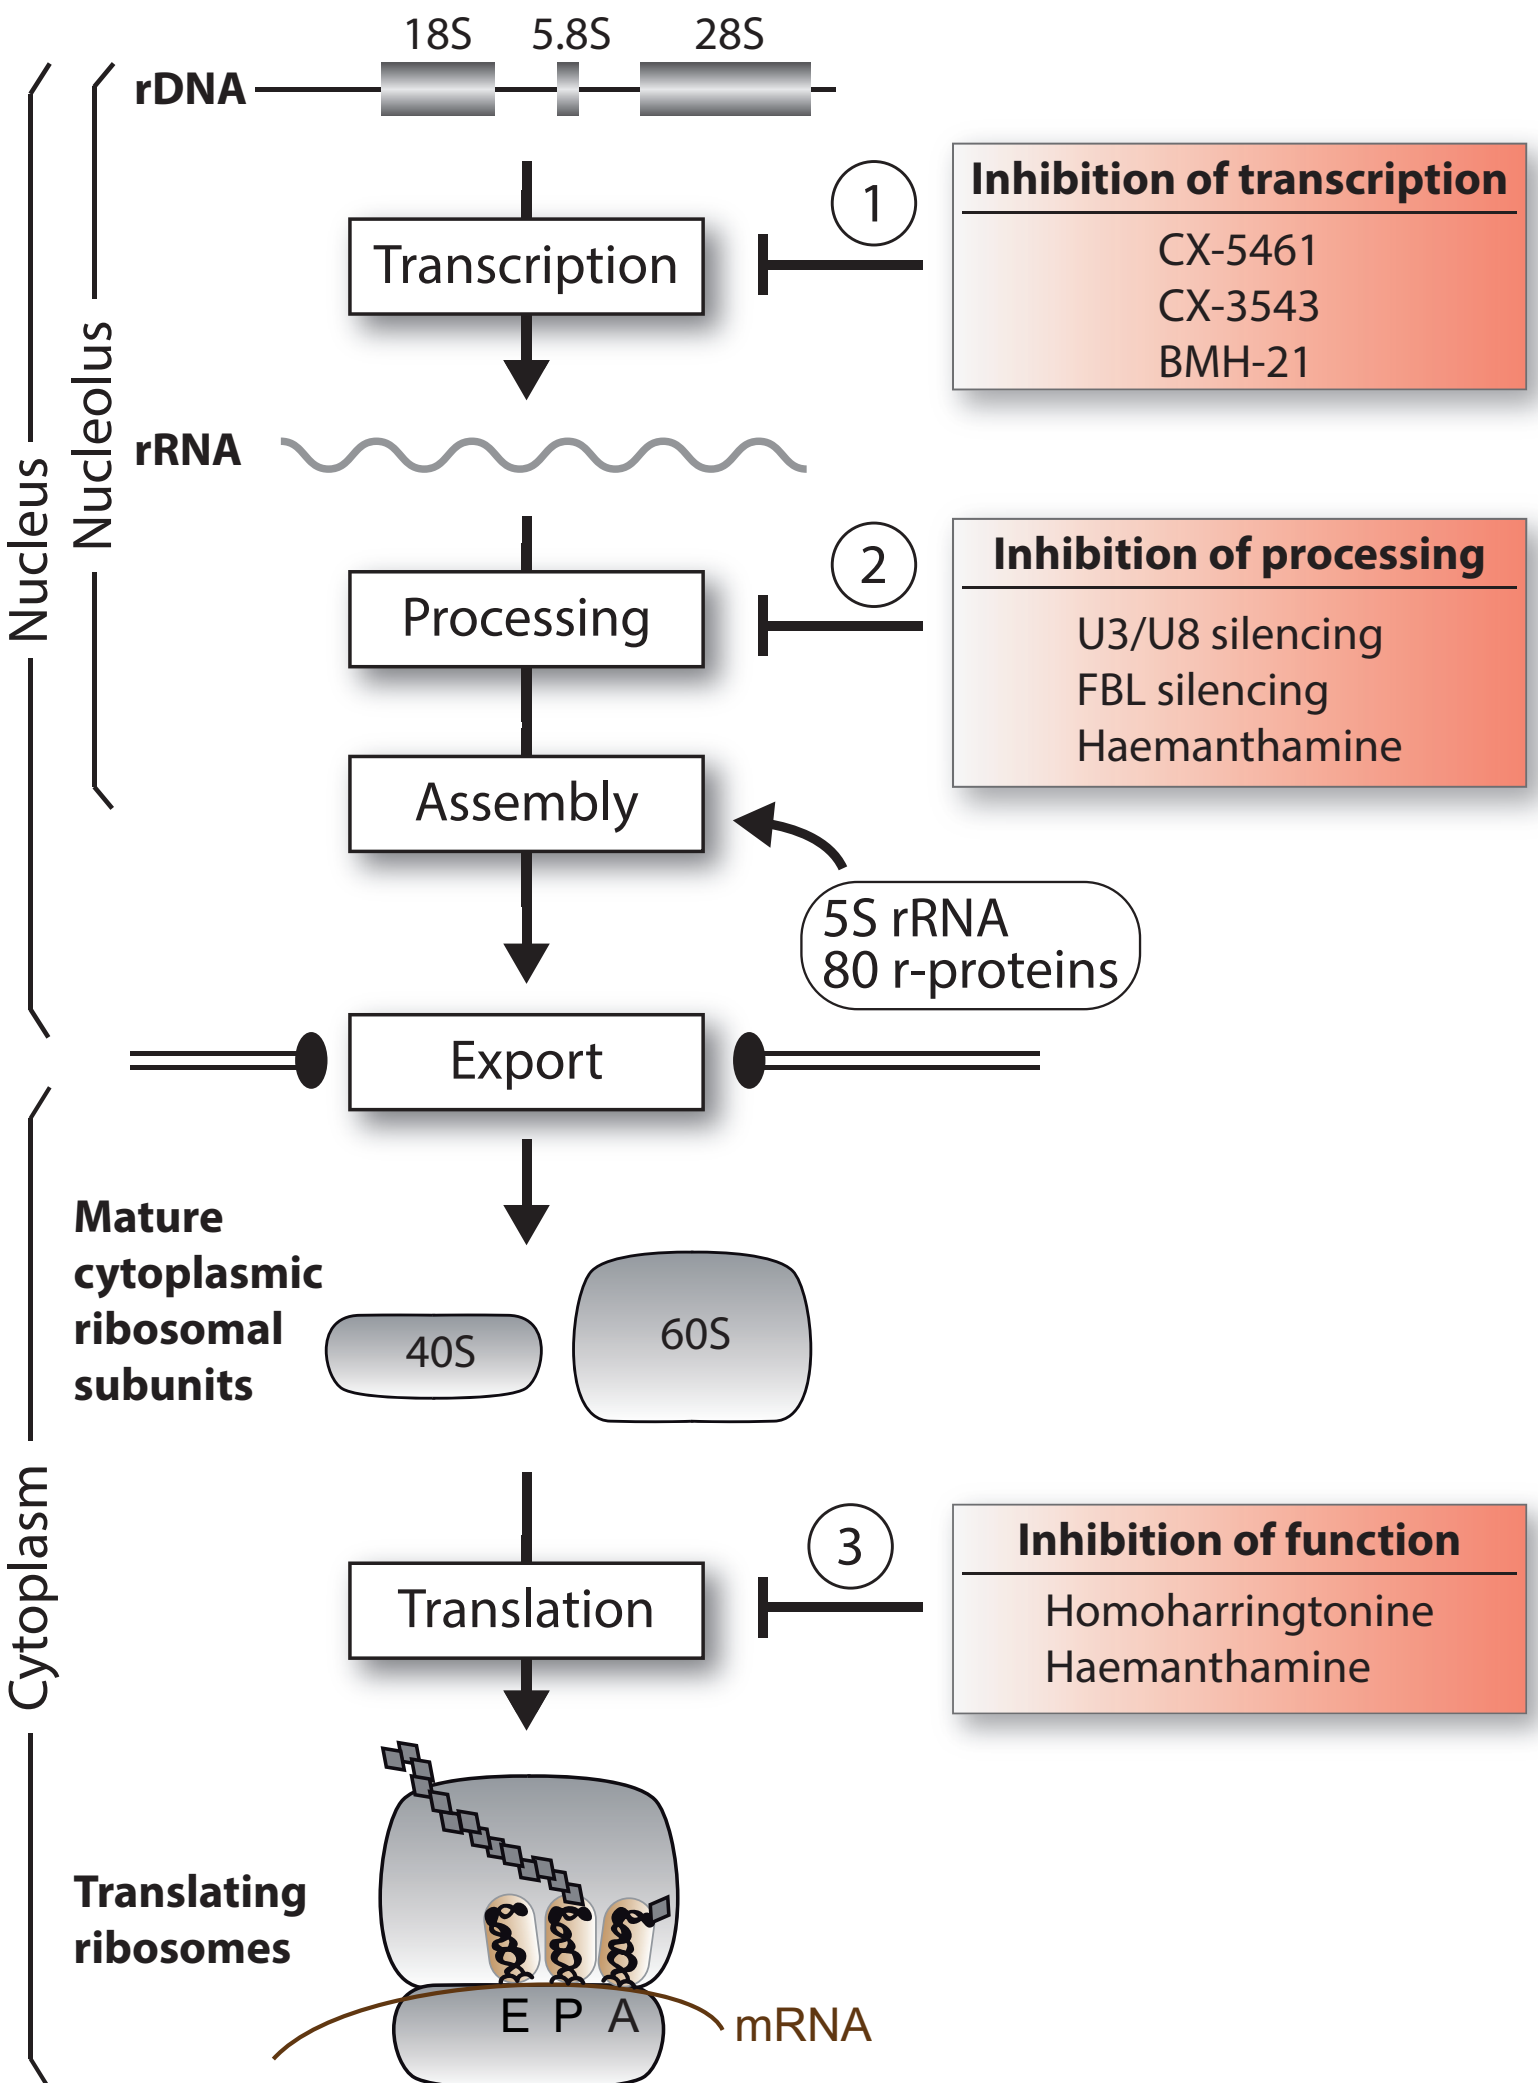 18S 5.8S 28S
rDNA
Inhibition of transcription
1
CX-5461
CX-3543
BMH-21
Transcription
Nucleus
Nucleolus
rRNA
Inhibition of processing
2
U3/U8 silencing
FBL silencing
Haemanthamine
Processing
Assembly
5S rRNA
80 r-proteins
Export
Mature
cytoplasmic
ribosomal
subunits
40S
60S
Cytoplasm
Inhibition of function
3
Homoharringtonine
Haemanthamine
Translation
Translating
ribosomes
E P A
mRNA